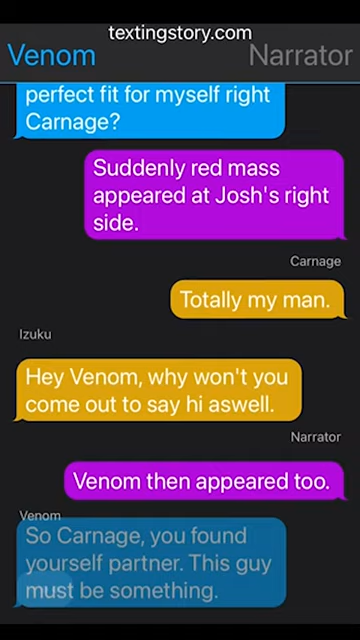 textingstory.com
Venom
Narrator
perfect fit for myself right
Carnage?
Suddenly red mass
appeared at Josh's right
side.
Carnage
Totally my man.
Izuku
Hey Venom, why won't you
come out to say hi aswell.
Narrator
Venom then appeared too.
Venom
So Carnage, you found
yourself partner. This guy
must be something.